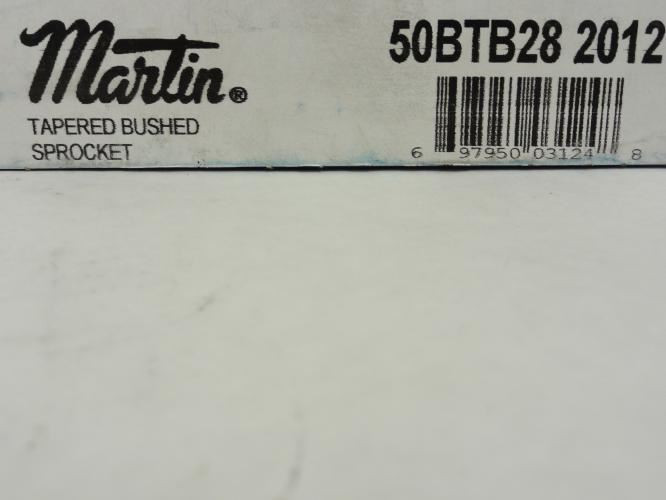 Martin®
TAPERED BUSHED
SPROCKET
50BTB28 2012
6 97950 03124 8